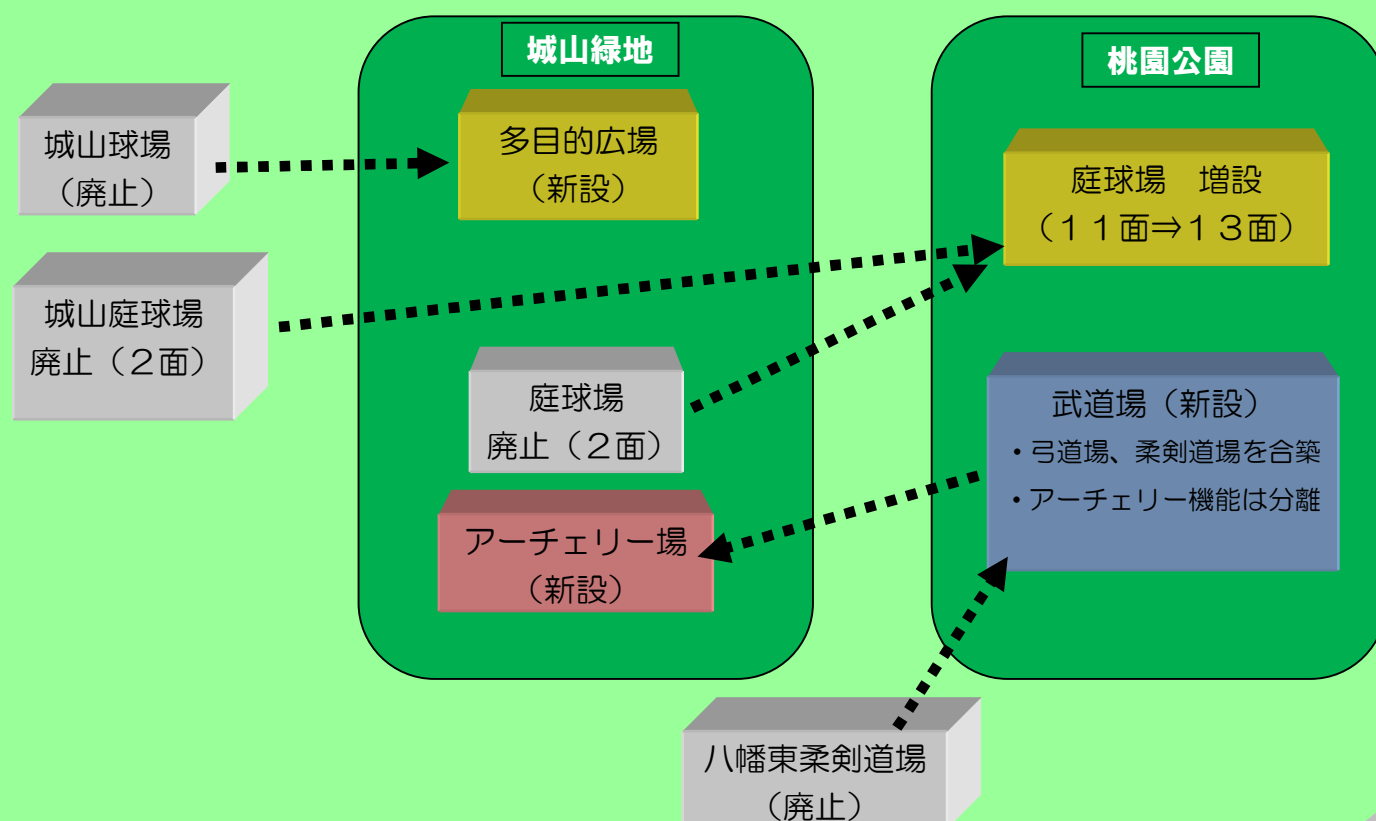 城山緑地
桃園公園
城山球場
（廃止）
多目的広場
（新設）
庭球場　増設
（１１面⇒１３面）
城山庭球場
廃止（２面）
庭球場
廃止（２面）
武道場（新設）
・弓道場、柔剣道場を合築
・アーチェリー機能は分離
アーチェリー場
（新設）
八幡東柔剣道場
（廃止）